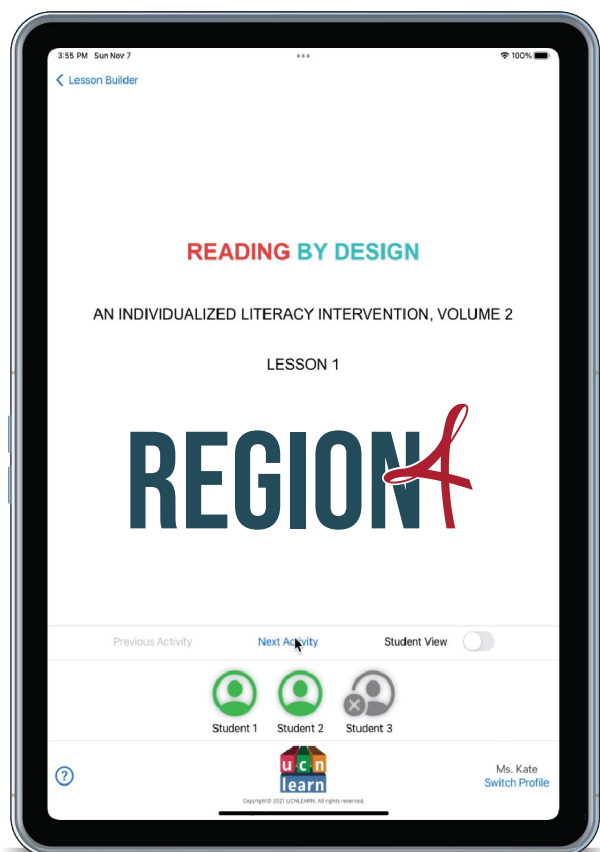 3:55 PM Sun Nov 7 100%
Lesson Builder
READING BY DESIGN
AN INDIVIDUALIZED LITERACY INTERVENTION, VOLUME 2
LESSON 1
REGION 4
Previous Activity Next Activity Student View
Student 1 Student 2 Student 3
ucn
learn
? Ms. Kate
Switch Profile
Copyright© 2021 UCNLEARN. All rights reserved.